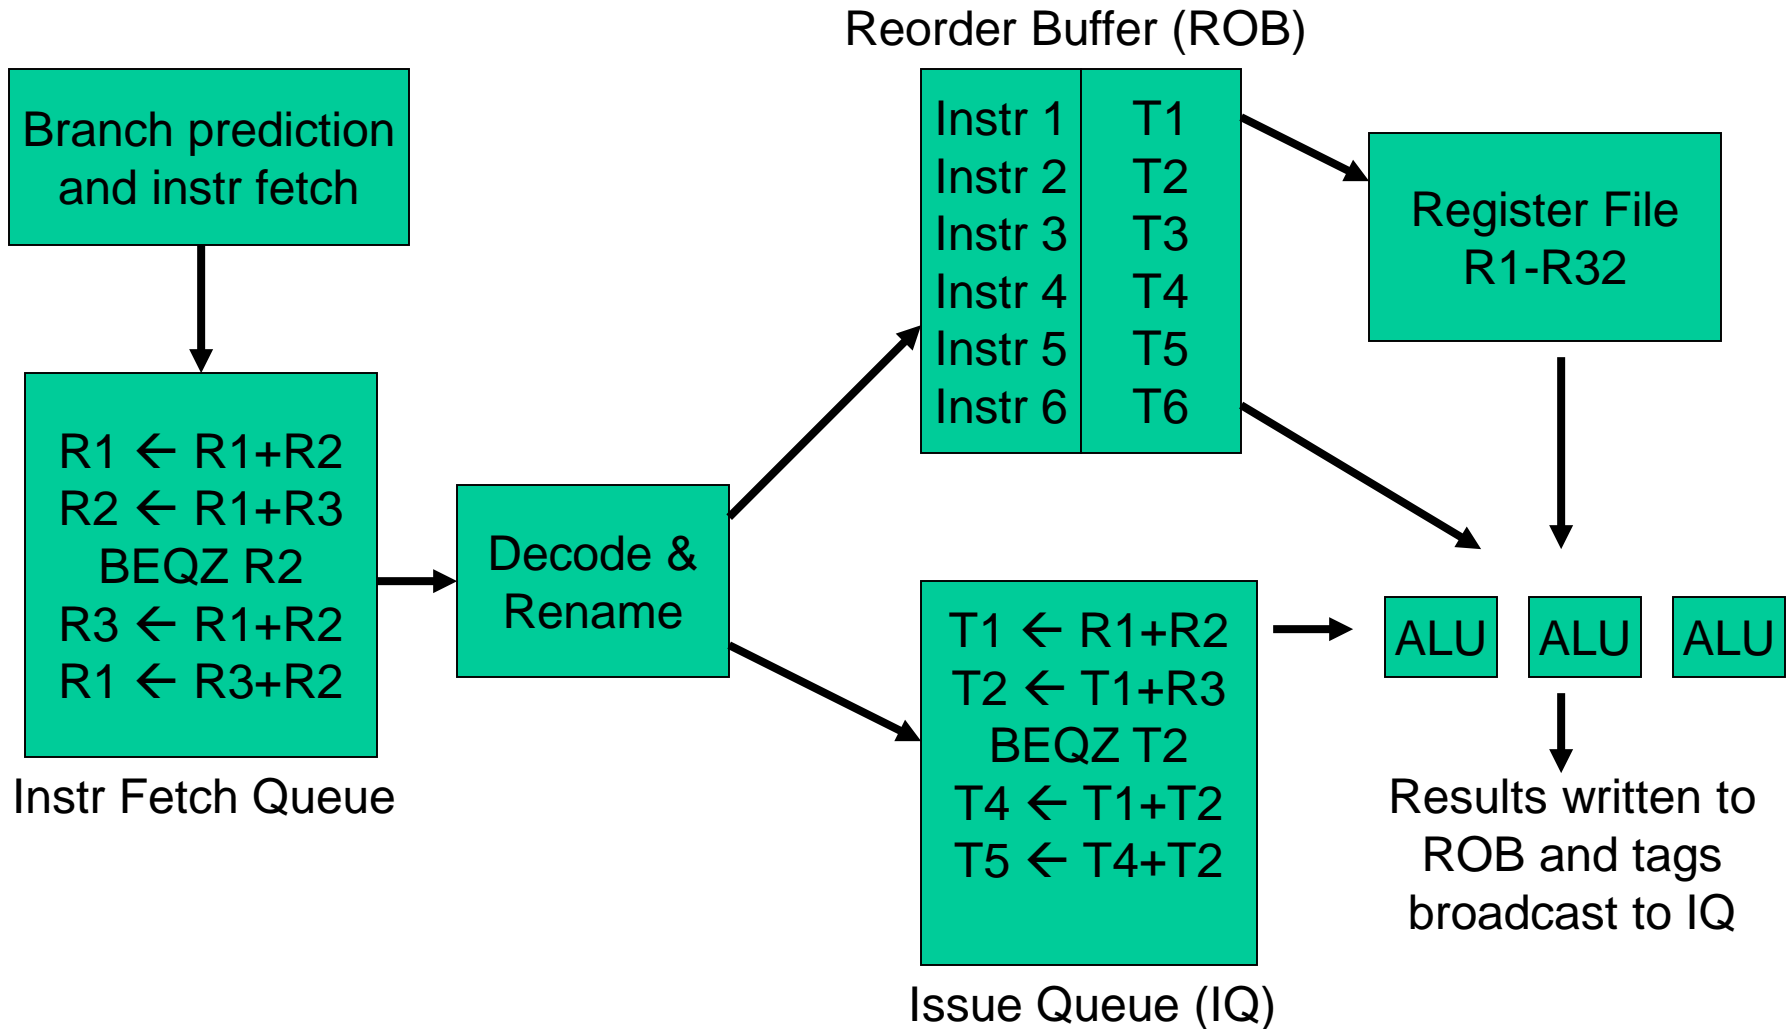 Reorder Buffer (ROB)
Branch prediction
and instr fetch
Instr 1 T1
Instr 2 T2
Instr 3 T3
Instr 4 T4
Instr 5 T5
Instr 6 T6
Register File
R1-R32
R1 ← R1+R2
R2 ← R1+R3
BEQZ R2
R3 ← R1+R2
R1 ← R3+R2
Instr Fetch Queue
Decode &
Rename
T1 ← R1+R2
T2 ← T1+R3
BEQZ T2
T4 ← T1+T2
T5 ← T4+T2
Issue Queue (IQ)
ALU ALU ALU
Results written to
ROB and tags
broadcast to IQ